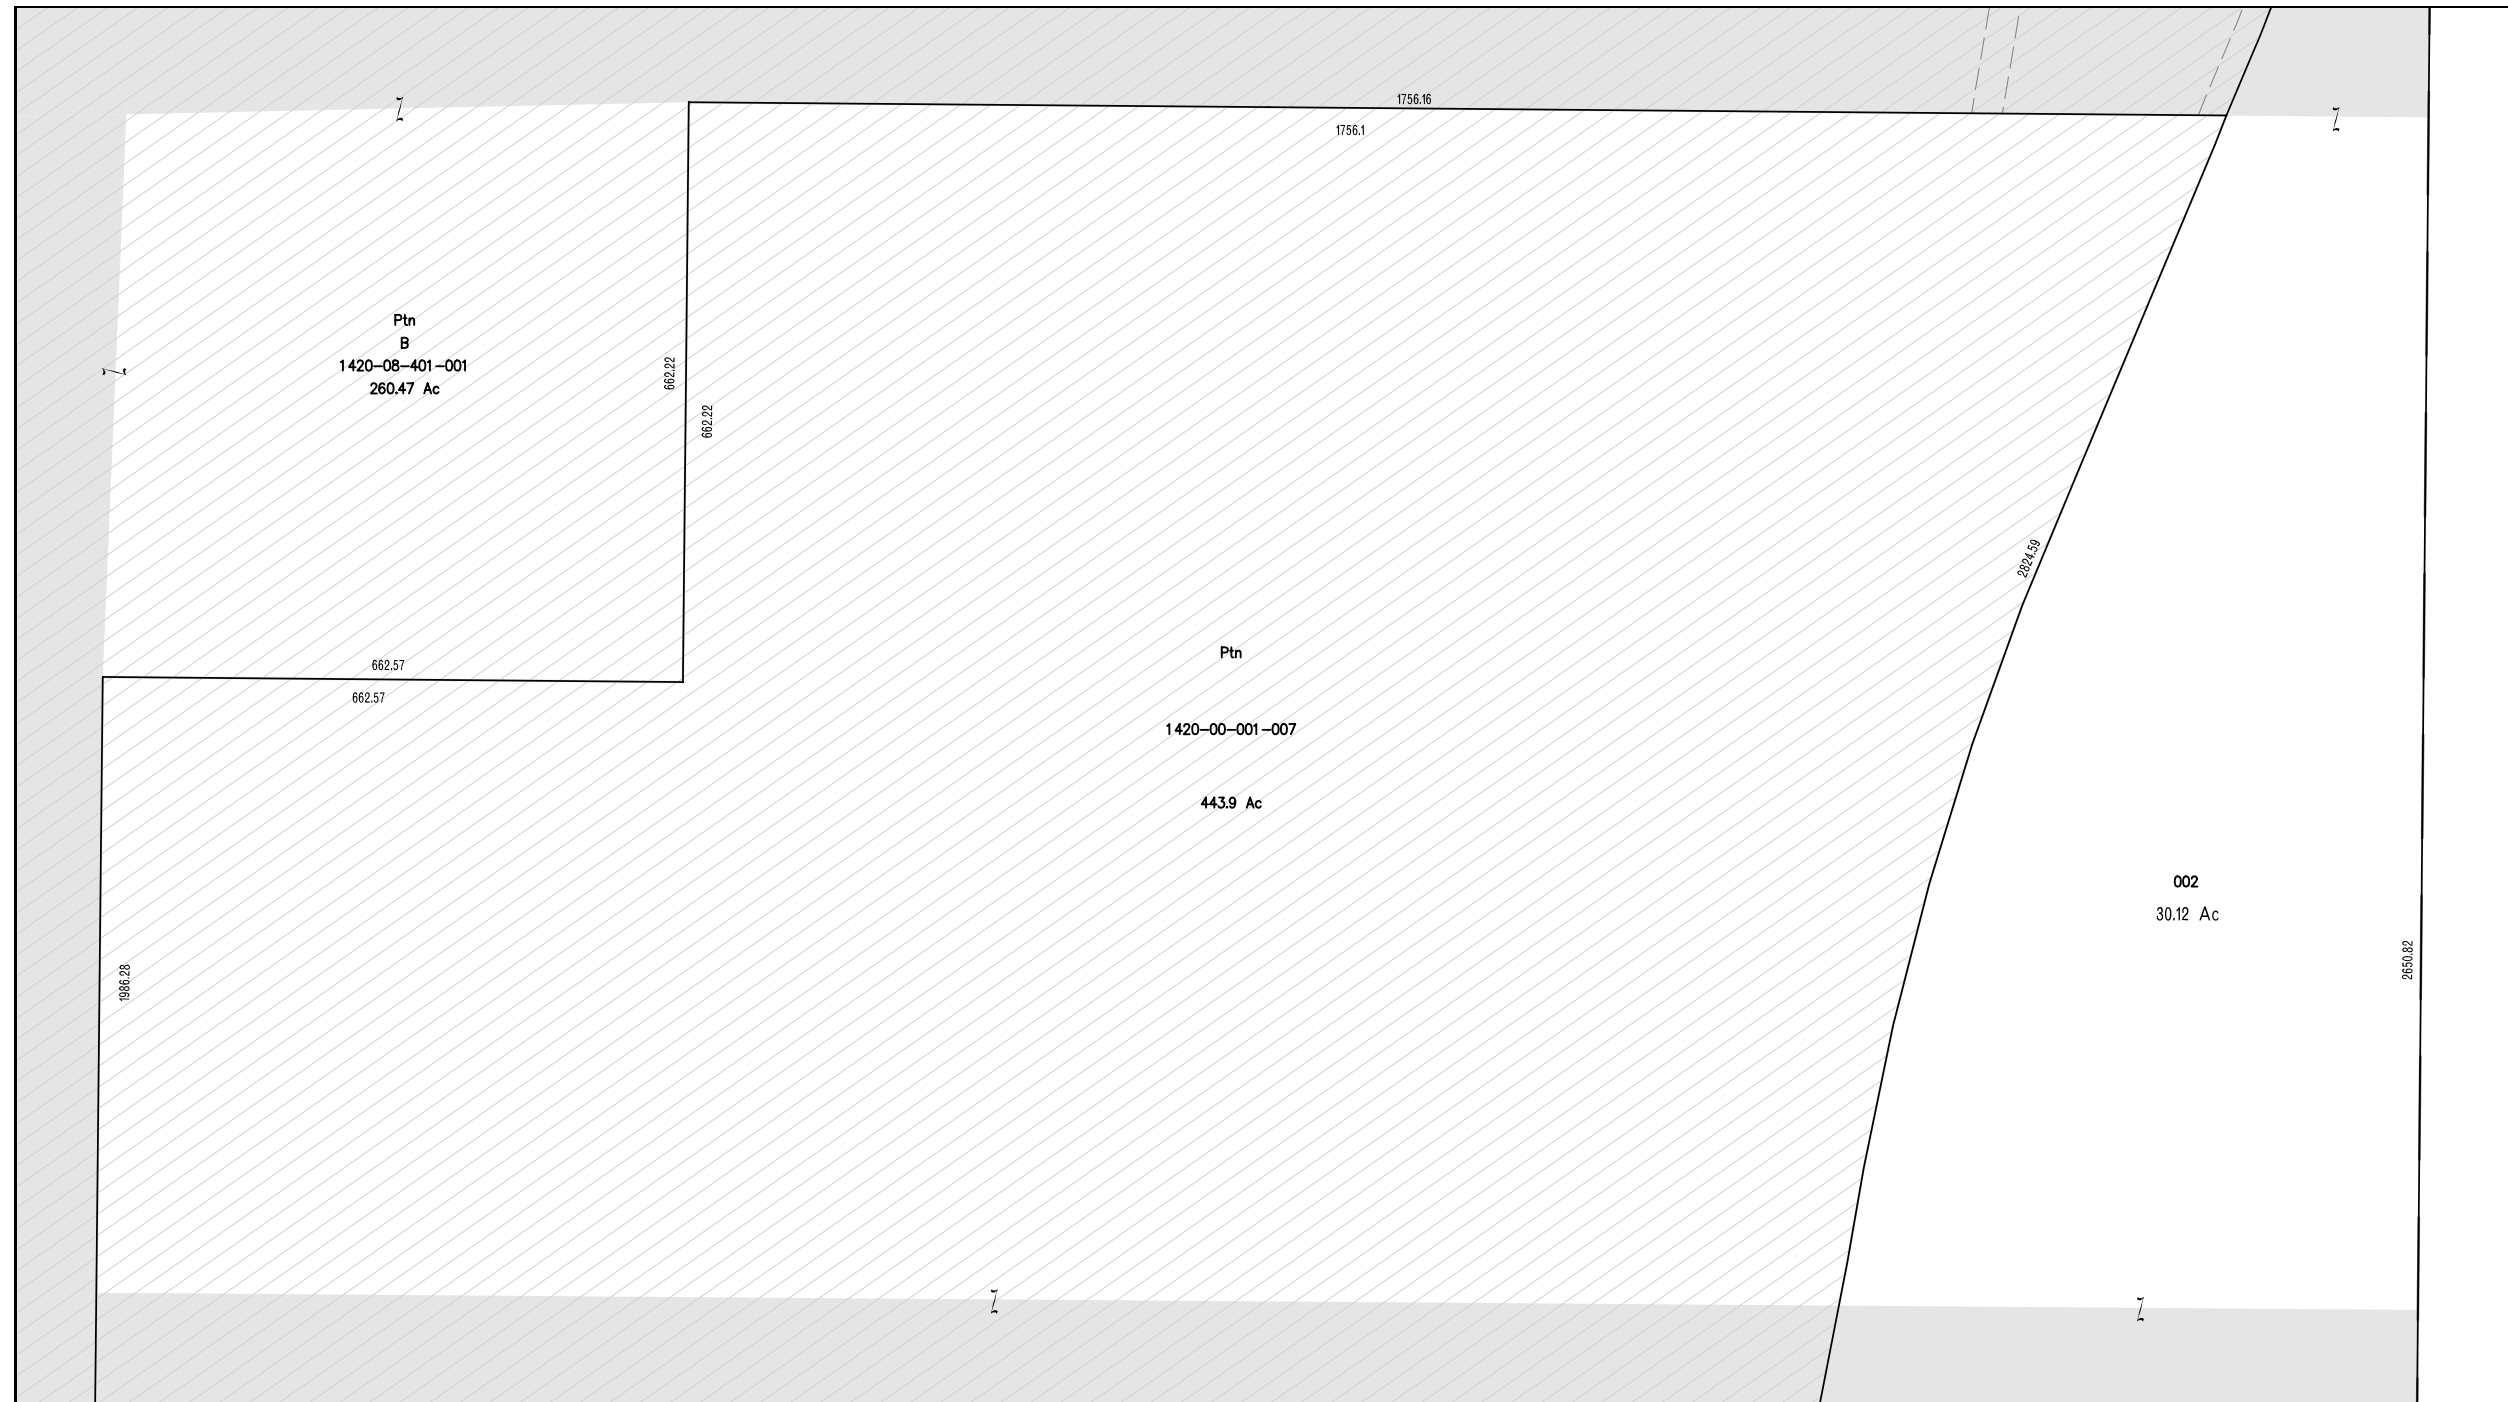 1756.16
1756.1
Ptn
B
1420-08-401-001
260.47 Ac
662.22
662.22
2824.59
662.57
662.57
Ptn
1420-00-001-007
443.9 Ac
002
30.12 Ac
2650.82
1986.28